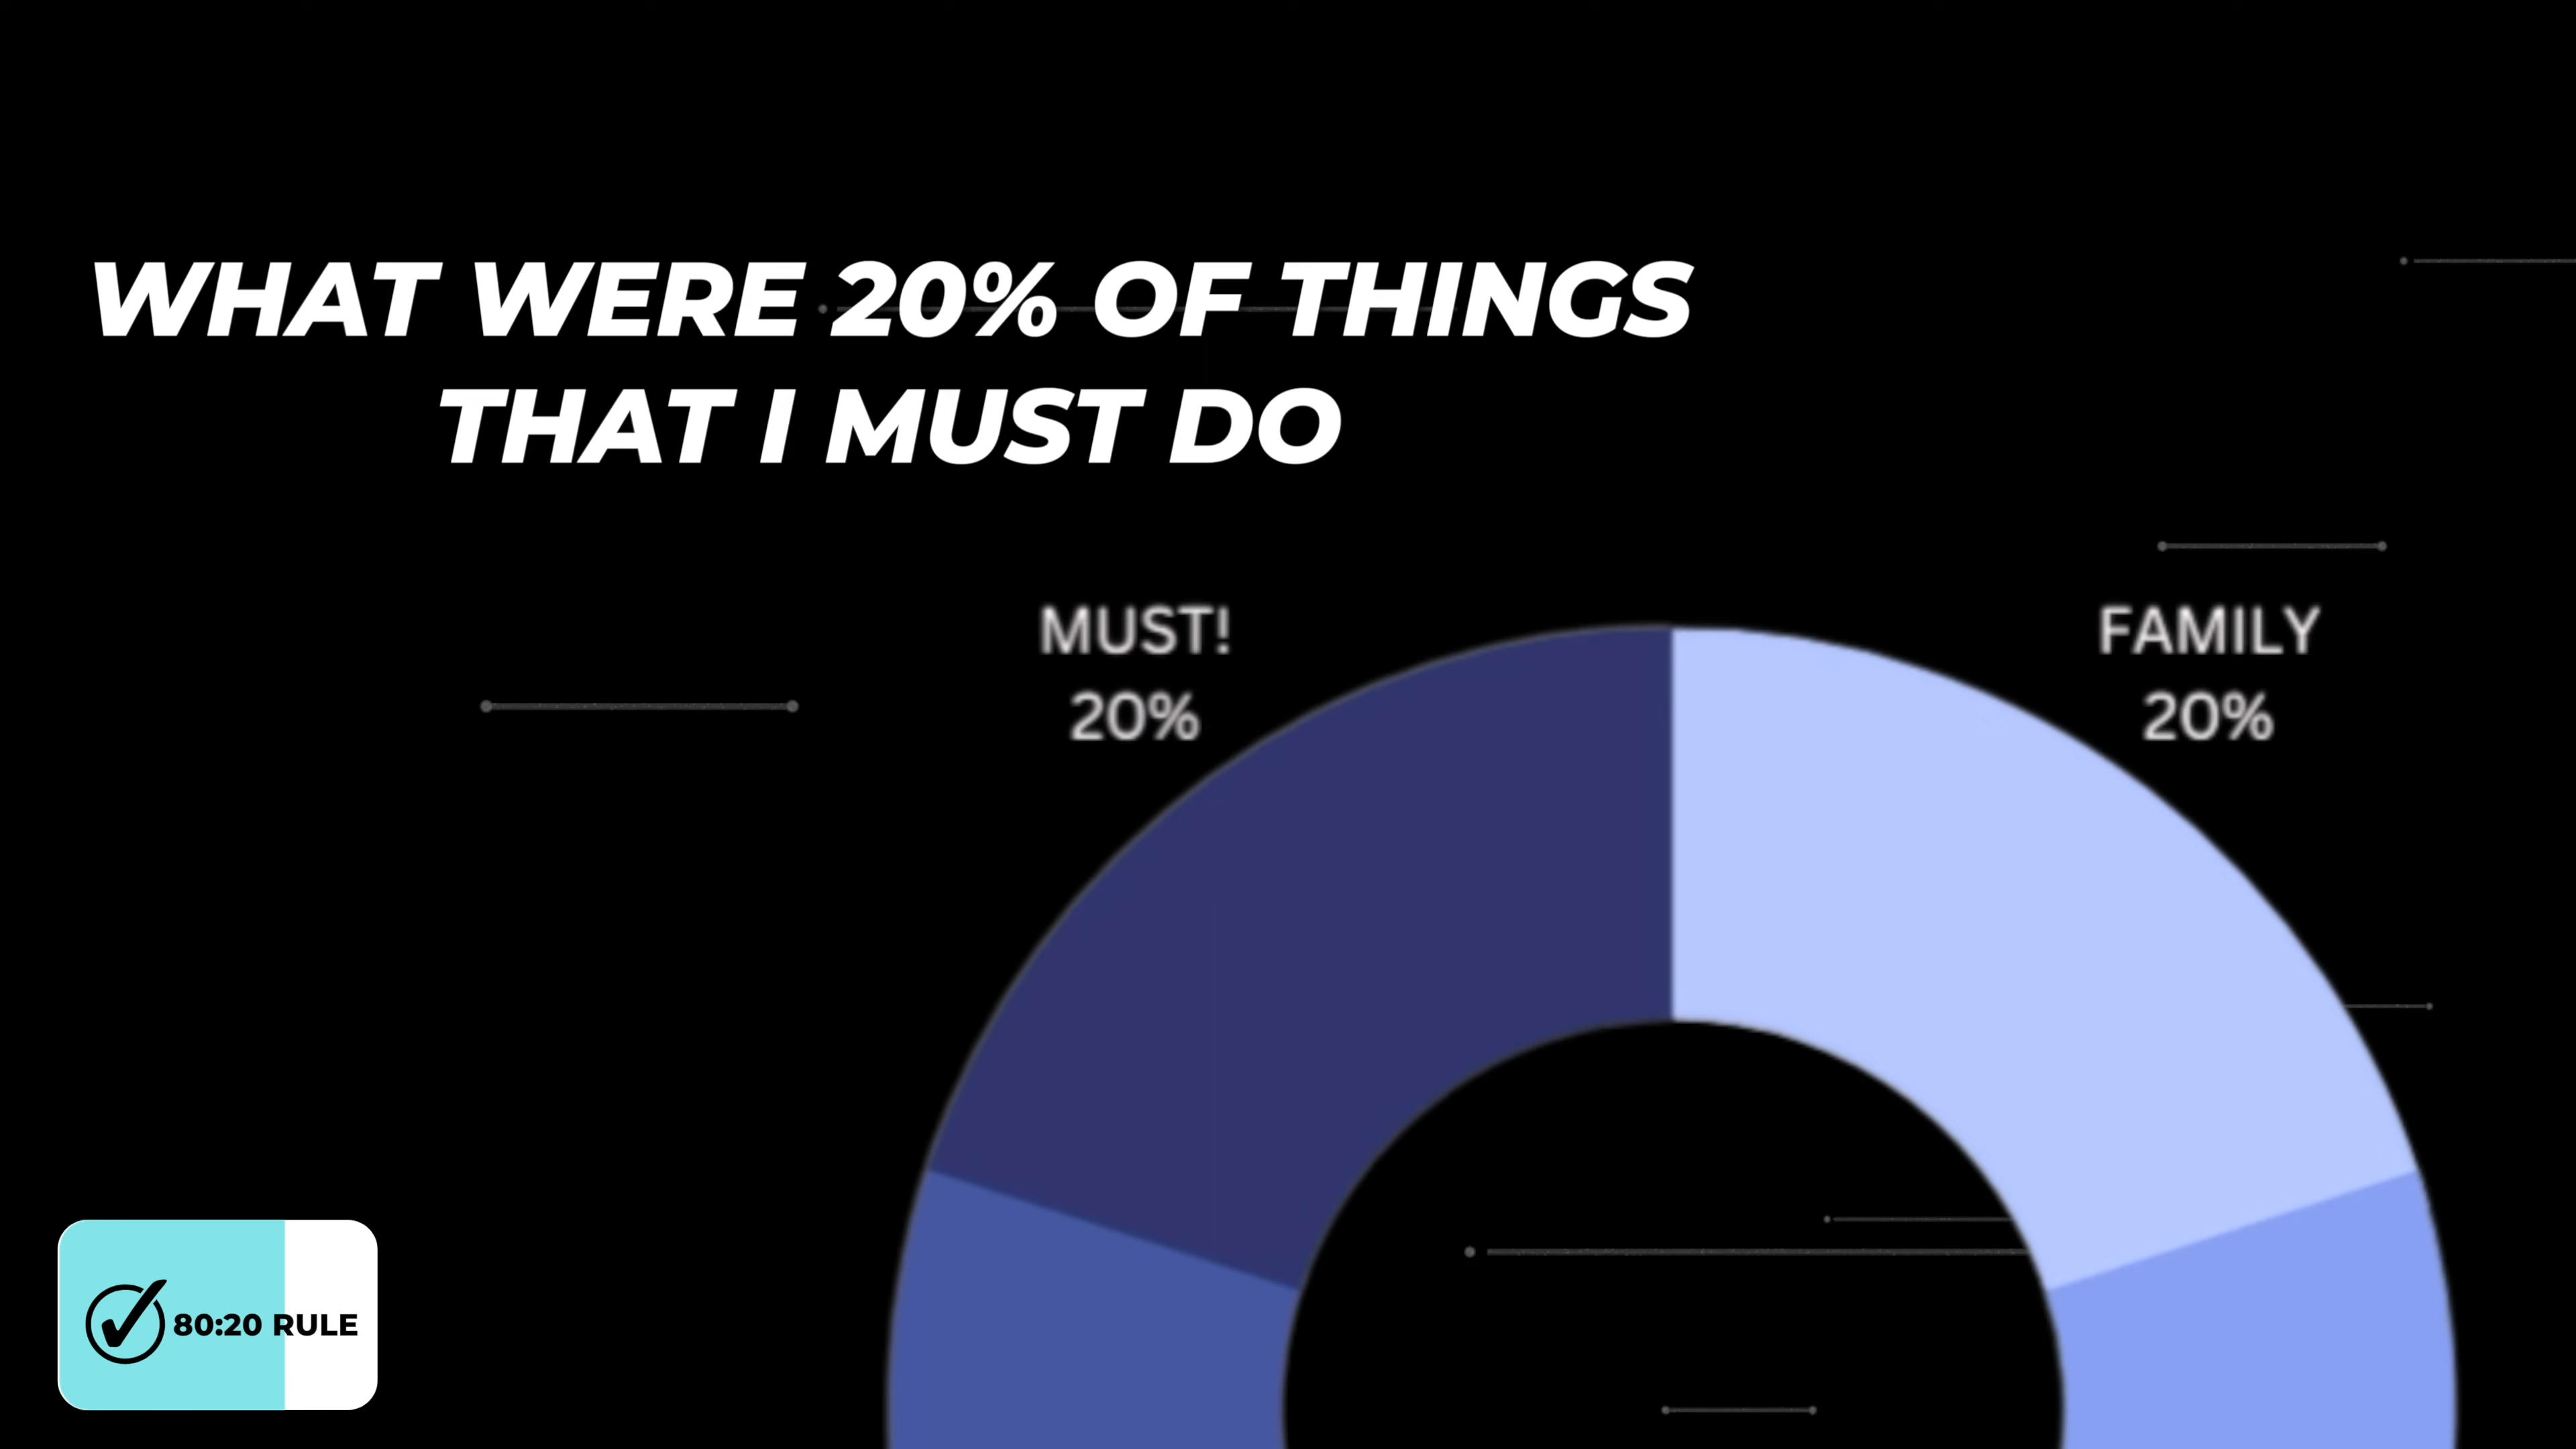 WHAT WERE 20% OF THINGS
THAT I MUST DO
MUST!
20%
FAMILY
20%
80:20 RULE